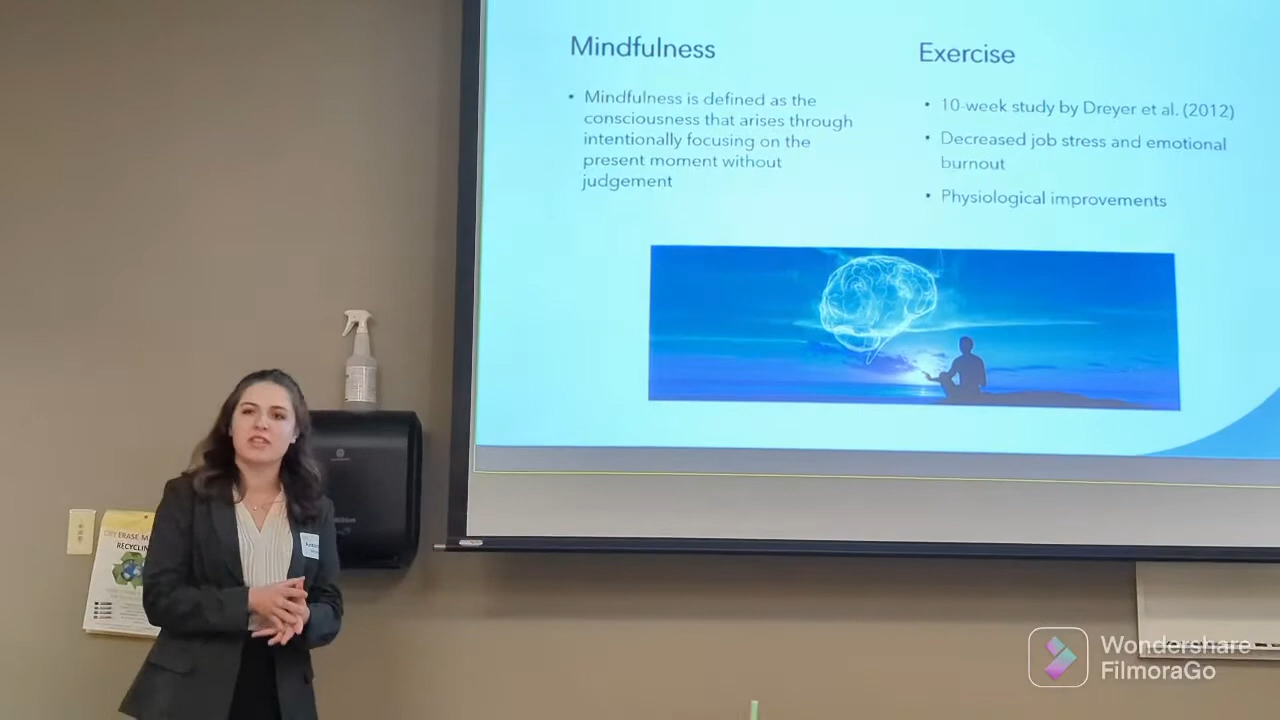 Mindfulness
• Mindfulness is defined as the
consciousness that arises through
intentionally focusing on the
present moment without
judgement
Exercise
• 10-week study by Dreyer et al. (2012)
• Decreased job stress and emotional
burnout
• Physiological improvements
DRY ERASE M
RECYCLIN
Wondershare
FilmoraGo